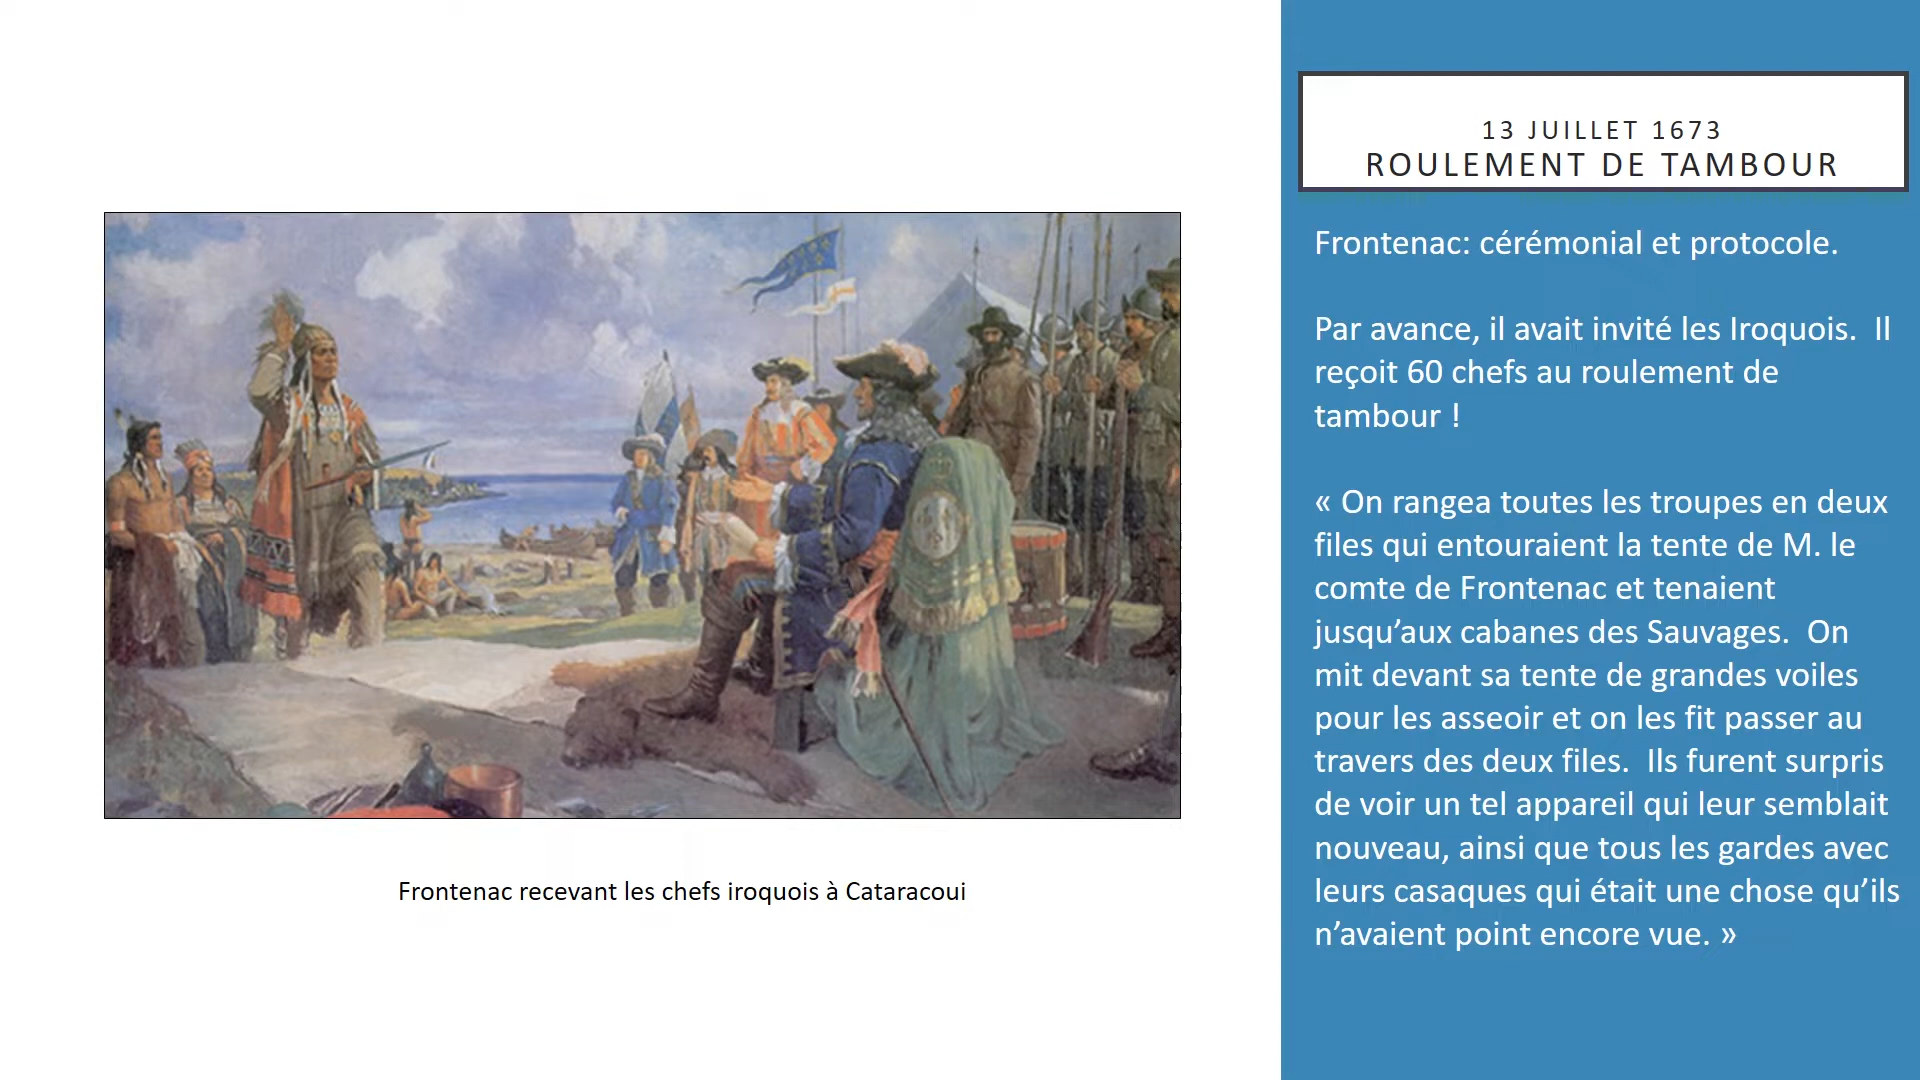 13 JUILLET 1673
ROULEMENT DE TAMBOUR
Frontenac: cérémonial et protocole.
Par avance, il avait invité les Iroquois.  Il
reçoit 60 chefs au roulement de
tambour !
« On rangea toutes les troupes en deux
files qui entouraient la tente de M. le
comte de Frontenac et tenaient
jusqu’aux cabanes des Sauvages.  On
mit devant sa tente de grandes voiles
pour les asseoir et on les fit passer au
travers des deux files.  Ils furent surpris
de voir un tel appareil qui leur semblait
nouveau, ainsi que tous les gardes avec
leurs casaques qui était une chose qu’ils
n’avaient point encore vue. »
Frontenac recevant les chefs iroquois à Cataracoui